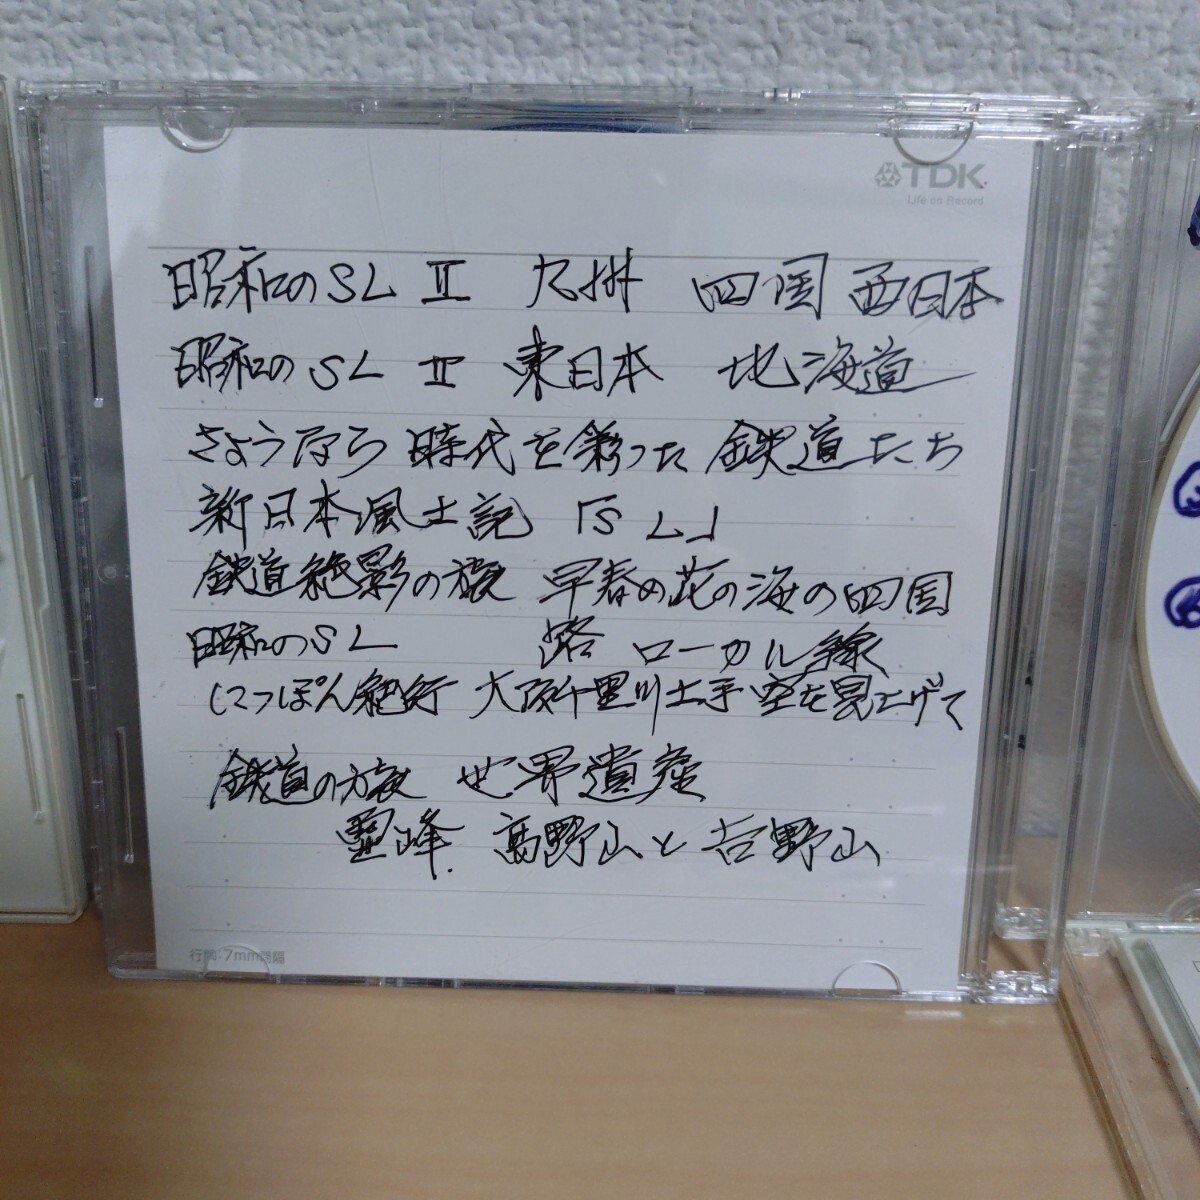 TDK
Life on Record
昭和のSL Ⅱ 九州 四国 西日本
昭和のSL Ⅲ 東日本 北海道
さようなら 時代を彩った 鉄道たち
新日本風土記 「SL」
鉄道絶景の旅 早春の花の海の四国
昭和のSL 路 ローカル線
にっぽん絶行 大阪千里川土手 空を見上げて
鉄道の旅 世界遺産
霊峰 高野山と吉野山
行間:7mm間隔